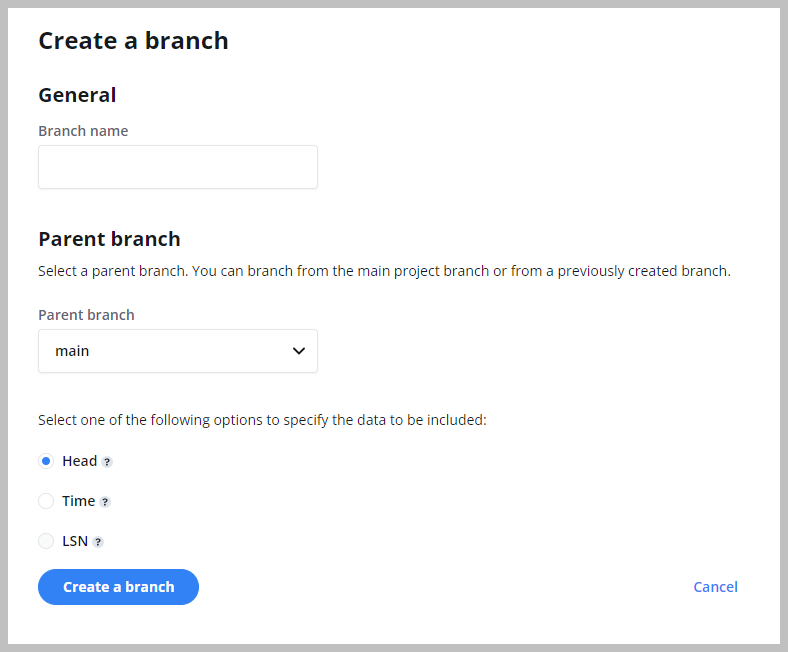 Create a branch
General
Branch name
Parent branch
Select a parent branch. You can branch from the main project branch or from a previously created branch.
Parent branch
main
Select one of the following options to specify the data to be included:
Head ?
Time ?
LSN ?
Create a branch Cancel